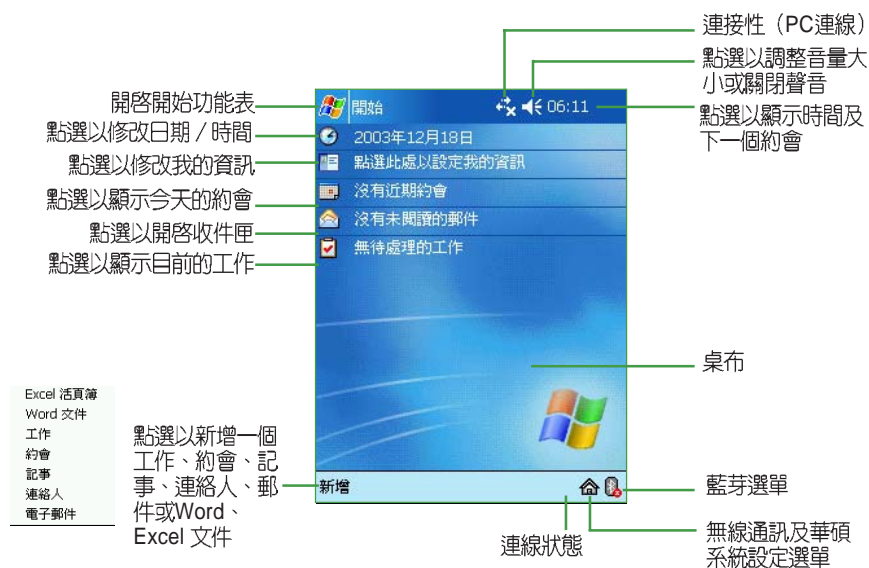 連接性（PC連線）
點選以調整音量大
小或關閉聲音
點選以顯示時間及
下一個約會
開啓開始功能表
點選以修改日期／時間
點選以修改我的資訊
點選以顯示今天的約會
點選以開啓收件匣
點選以顯示目前的工作
開始
06:11
2003年12月18日
點選此處以設定我的資訊
沒有近期約會
沒有未閱讀的郵件
無待處理的工作
桌布
Excel 活頁簿
Word 文件
工作
約會
記事
連絡人
電子郵件
點選以新增一個
工作、約會、記
事、連絡人、郵
件或Word、
Excel 文件
新增
連線狀態
藍芽選單
無線通訊及華碩
系統設定選單